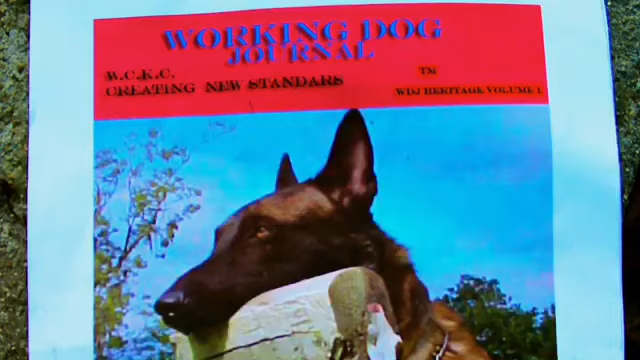 WORKING DOG
JOURNAL
W.C.K.C.
CREATING NEW STANDARS
TM
WDJ HERITAGE VOLUME 1